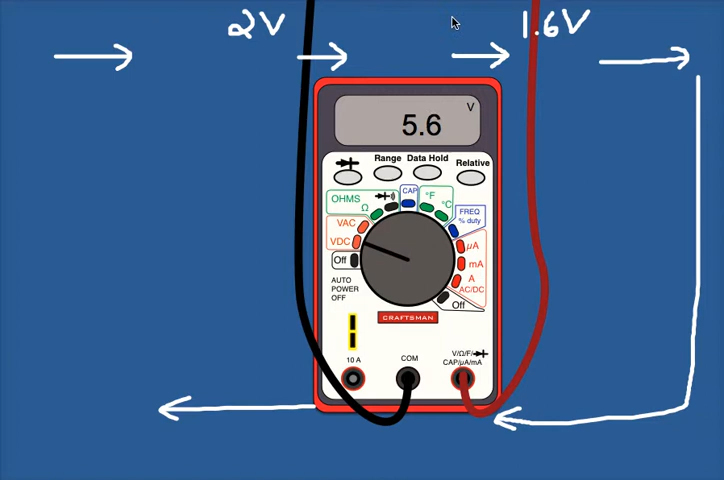 2V 1.6V
V
5.6
Range Data Hold Relative
OHMS Ω CAP °F °C
VAC
VDC
Off
FREQ
% duty
µA
mA
A
AC/DC
Off
AUTO
POWER
OFF
CRAFTSMAN
10 A COM V/Ω/F/
CAP/µA/mA